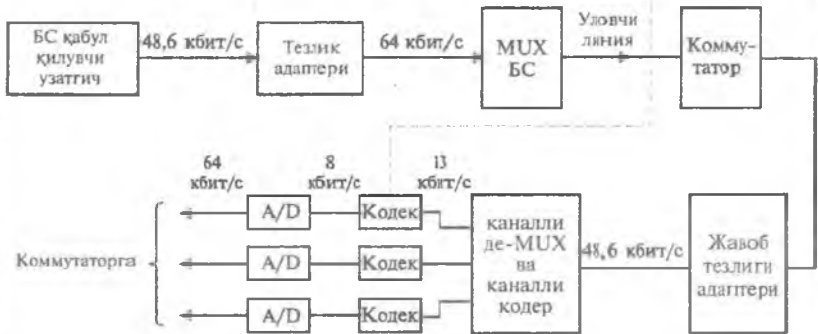 БС қабул
қилувчи
узатгич
48,6 кбит/с
Тезлик
адаптери
64 кбит/с
MUX
БС
Уловчи
линия
Комму-
татор
64
кбит/с
8
кбит/с
13
кбит/с
Коммутаторга
A/D
Кодек
A/D
Кодек
A/D
Кодек
каналли
де-MUX
ва
каналли
кодер
48,6 кбит/с
Жавоб
тезлиги
адаптери